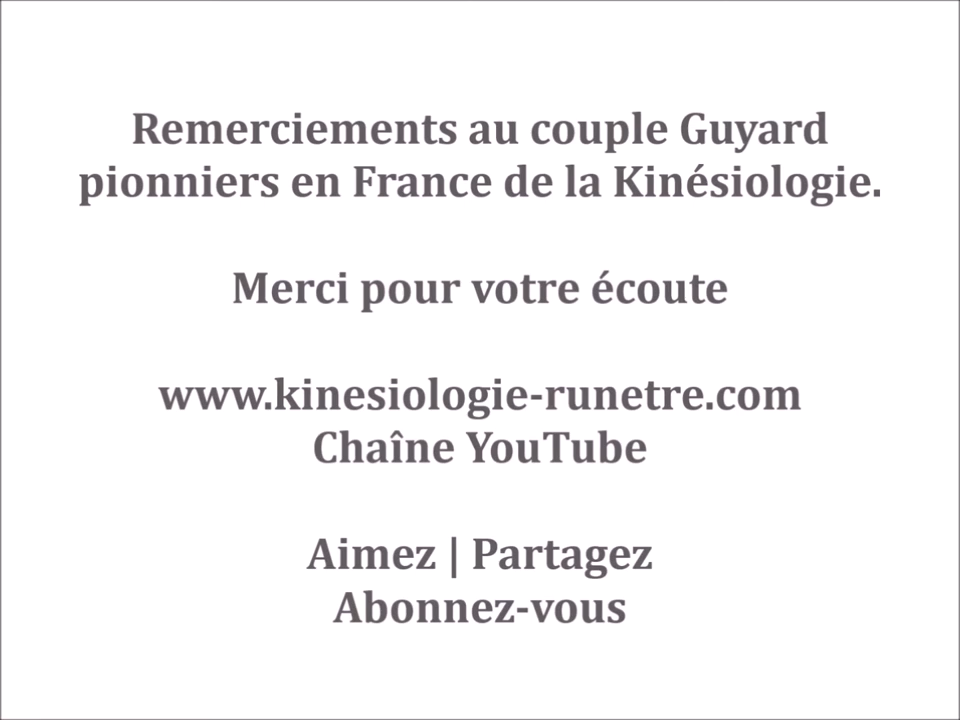 Remerciements au couple Guyard
pionniers en France de la Kinésiologie.
Merci pour votre écoute
www.kinesiologie-runetre.com
Chaîne YouTube
Aimez | Partagez
Abonnez-vous